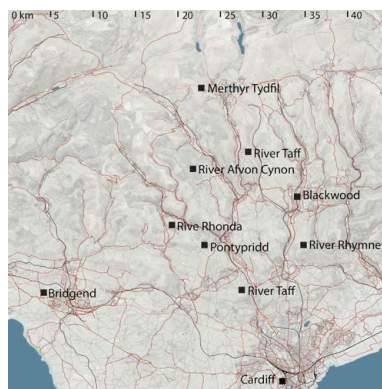 0 km 5 10 15 20 25 30 35 40
Merthyr Tydfil
River Taff
River Afvon Cynon
Blackwood
Rive Rhonda
Pontypridd
River Rhymne
Bridgend
River Taff
Cardiff